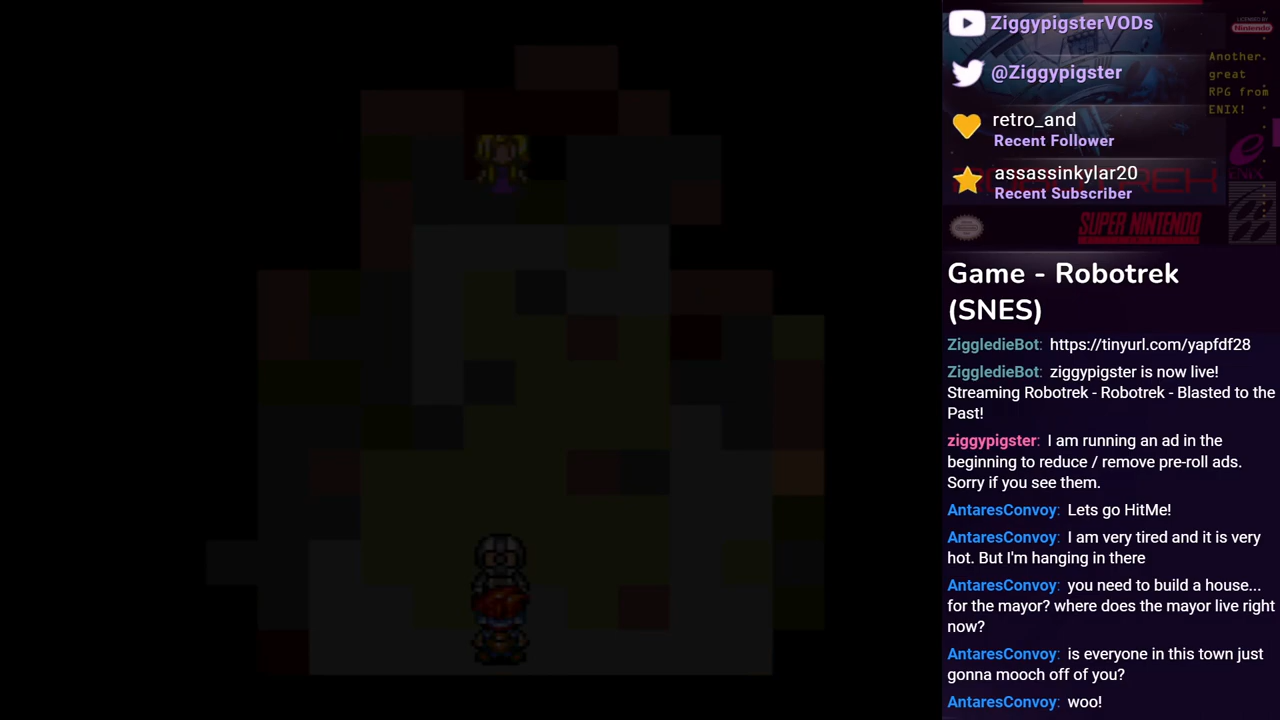 ZiggypigsterVODs
@Ziggypigster
retro_and
Recent Follower
assassinkylar20
Recent Subscriber
LICENSED BY
Nintendo
Another
great
RPG from
ENIX!
ENIX
SUPER NINTENDO
Game - Robotrek
(SNES)
ZiggledieBot: https://tinyurl.com/yapfdf28
ZiggledieBot: ziggypigster is now live!
Streaming Robotrek - Robotrek - Blasted to the
Past!
ziggypigster: I am running an ad in the
beginning to reduce / remove pre-roll ads.
Sorry if you see them.
AntaresConvoy: Lets go HitMe!
AntaresConvoy: I am very tired and it is very
hot. But I'm hanging in there
AntaresConvoy: you need to build a house...
for the mayor? where does the mayor live right
now?
AntaresConvoy: is everyone in this town just
gonna mooch off of you?
AntaresConvoy: woo!